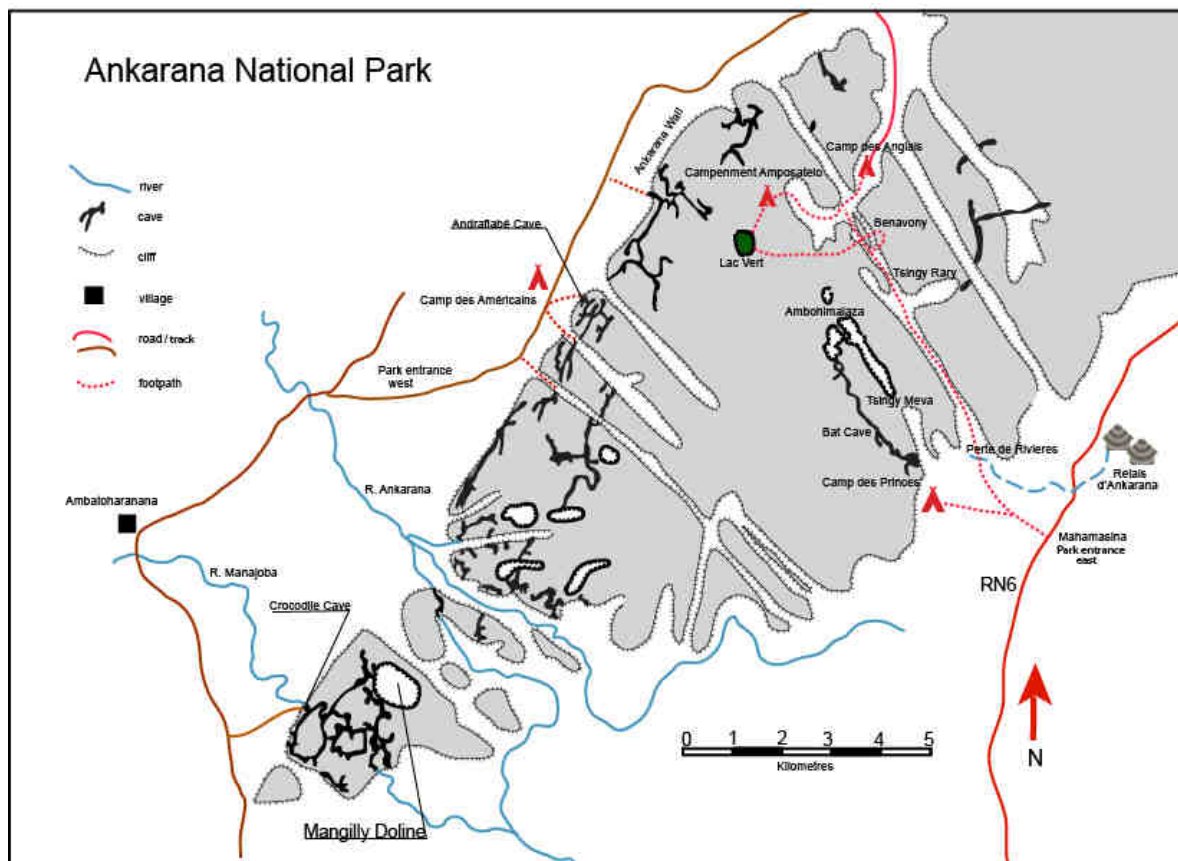 Ankarana National Park
river
cave
cliff
village
road / track
footpath
Ankarana Wall
Camp des Anglais
Campenment Amposatelo
Andrafiabé Cave
Benavony
Lac Vert
Tsingy Rary
Camp des Américains
Ambohimalaza
Park entrance
west
Tsingy Meva
Bat Cave
Perte de Rivieres
Relais
d'Ankarana
Camp des Princes
R. Ankarana
Ambatoharanana
Mahamasina
Park entrance
east
R. Manajoba
RN6
Crocodile Cave
0 1 2 3 4 5
Kilometres
N
Mangilly Doline